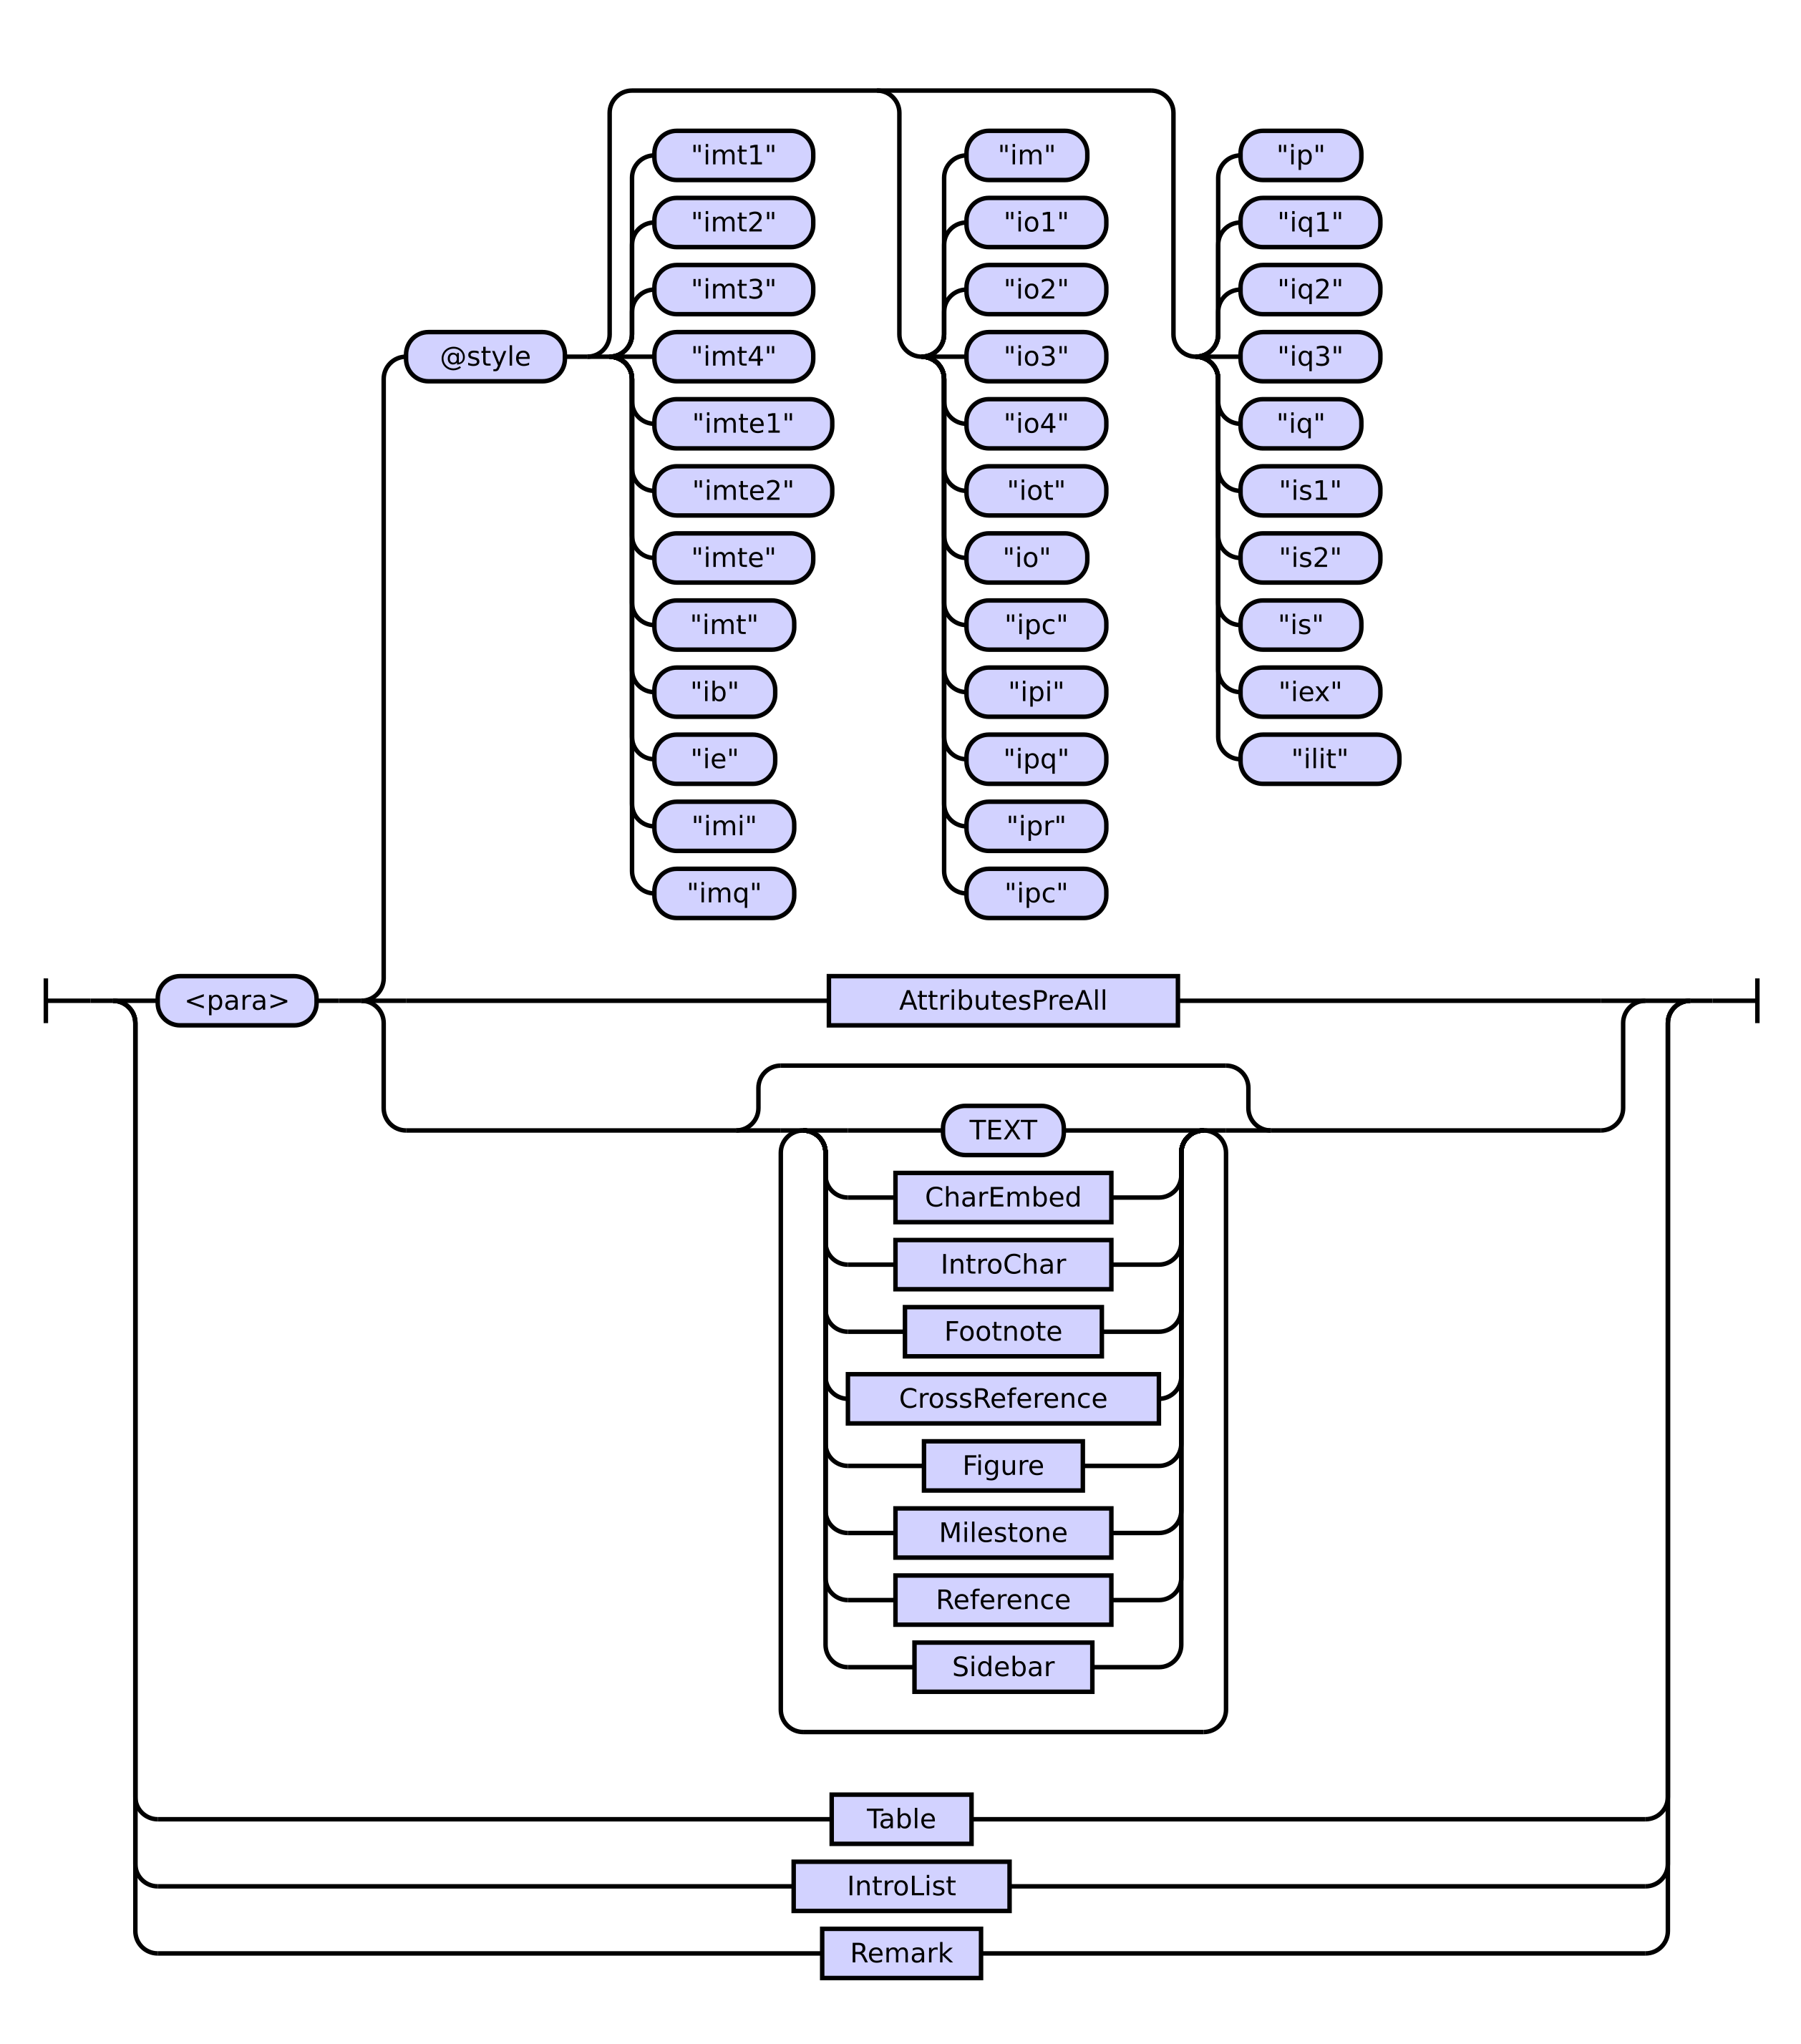 @style
"imt1"
"imt2"
"imt3"
"imt4"
"imte1"
"imte2"
"imte"
"imt"
"ib"
"ie"
"imi"
"imq"
"im"
"io1"
"io2"
"io3"
"io4"
"iot"
"io"
"ipc"
"ipi"
"ipq"
"ipr"
"ipc"
"ip"
"iq1"
"iq2"
"iq3"
"iq"
"is1"
"is2"
"is"
"iex"
"ilit"
<para>
AttributesPreAll
TEXT
CharEmbed
IntroChar
Footnote
CrossReference
Figure
Milestone
Reference
Sidebar
Table
IntroList
Remark